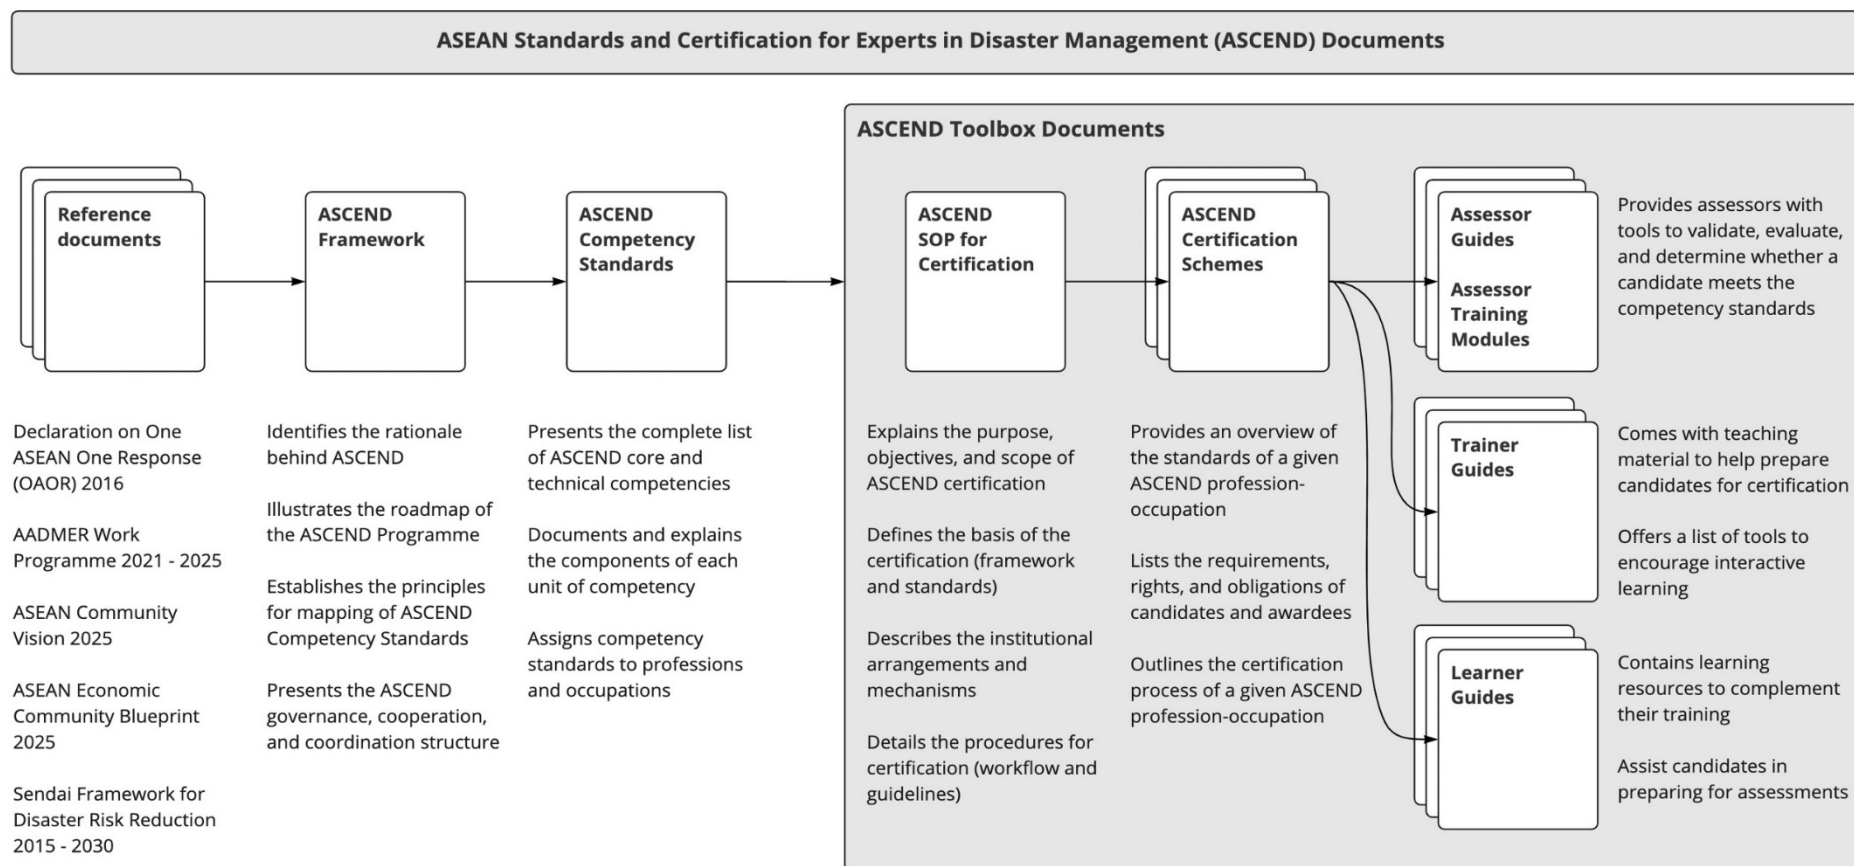 ASEAN Standards and Certification for Experts in Disaster Management (ASCEND) Documents
ASCEND Toolbox Documents
Reference
documents
ASCEND
Framework
ASCEND
Competency
Standards
ASCEND
SOP for
Certification
ASCEND
Certification
Schemes
Assessor
Guides
Assessor
Training
Modules
Provides assessors with
tools to validate, evaluate,
and determine whether a
candidate meets the
competency standards
Declaration on One
ASEAN One Response
(OAOR) 2016
AADMER Work
Programme 2021 - 2025
ASEAN Community
Vision 2025
ASEAN Economic
Community Blueprint
2025
Sendai Framework for
Disaster Risk Reduction
2015 - 2030
Identifies the rationale
behind ASCEND
Illustrates the roadmap of
the ASCEND Programme
Establishes the principles
for mapping of ASCEND
Competency Standards
Presents the ASCEND
governance, cooperation,
and coordination structure
Presents the complete list
of ASCEND core and
technical competencies
Documents and explains
the components of each
unit of competency
Assigns competency
standards to professions
and occupations
Explains the purpose,
objectives, and scope of
ASCEND certification
Defines the basis of the
certification (framework
and standards)
Describes the institutional
arrangements and
mechanisms
Details the procedures for
certification (workflow and
guidelines)
Provides an overview of
the standards of a given
ASCEND profession-
occupation
Lists the requirements,
rights, and obligations of
candidates and awardees
Outlines the certification
process of a given ASCEND
profession-occupation
Trainer
Guides
Comes with teaching
material to help prepare
candidates for certification
Offers a list of tools to
encourage interactive
learning
Learner
Guides
Contains learning
resources to complement
their training
Assist candidates in
preparing for assessments